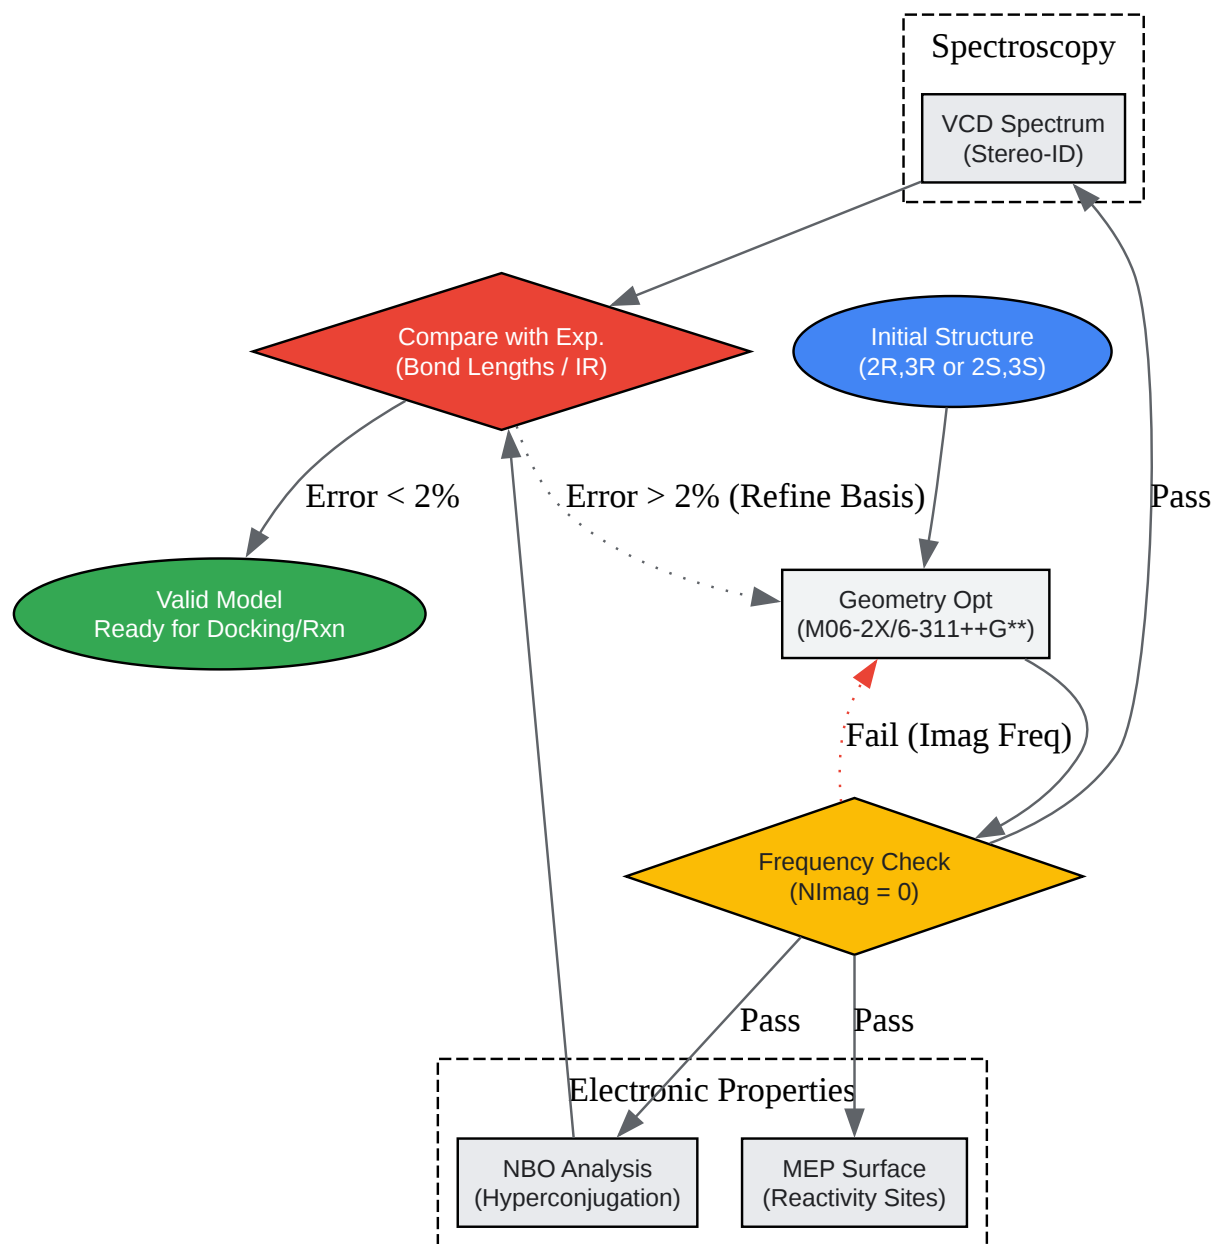 Spectroscopy
VCD Spectrum
(Stereo-ID)
Compare with Exp.
(Bond Lengths / IR)
Initial Structure
(2R,3R or 2S,3S)
Error < 2%
Error > 2% (Refine Basis)
Pass
Valid Model
Ready for Docking/Rxn
Geometry Opt
(M06-2X/6-311++G**)
Fail (Imag Freq)
Frequency Check
(NImag = 0)
Pass
Pass
Electronic Properties
NBO Analysis
(Hyperconjugation)
MEP Surface
(Reactivity Sites)